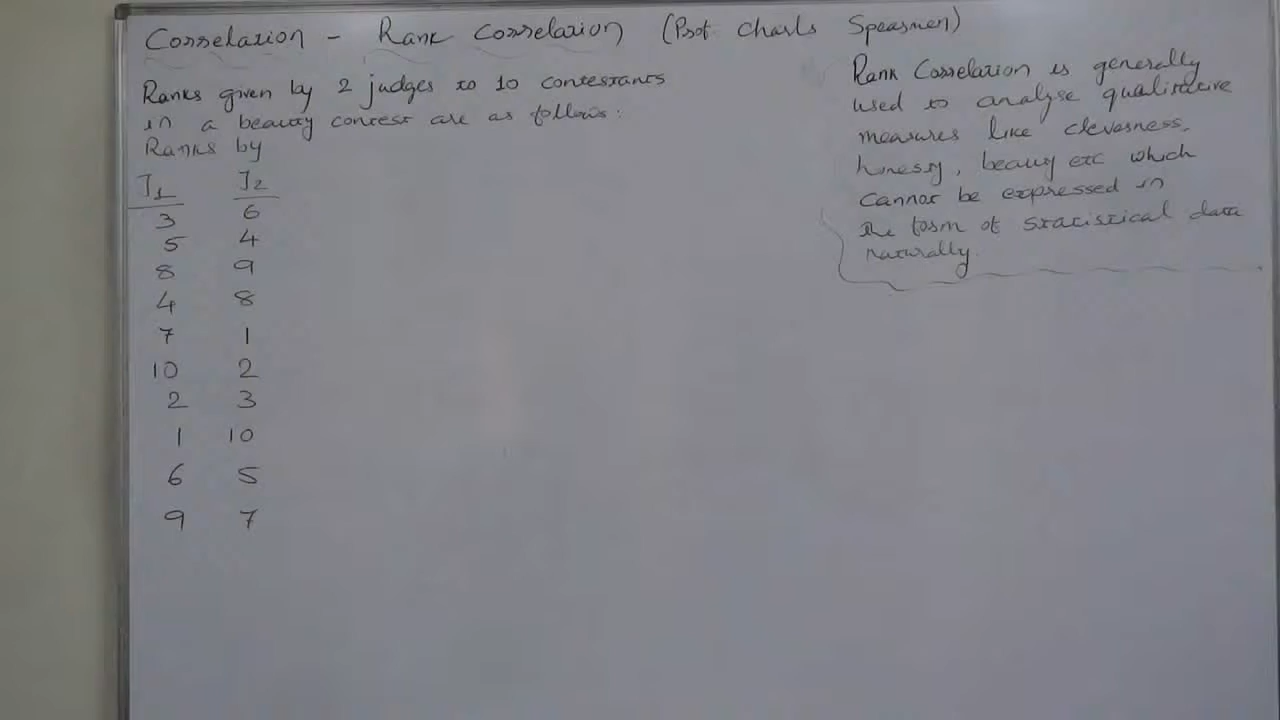 Correlation - Rank Correlation (Prof Charls Spearmen)
Ranks given by 2 judges to 10 contestants
in a beauty contest are as follows:
Ranks by
J1 J2
3 6
5 4
8 9
4 8
7 1
10 2
2 3
1 10
6 5
9 7
Rank Correlation is generally
used to analyse qualitative
measures like cleverness,
honesty, beauty etc which
cannot be expressed in
the form of statistical data
naturally.